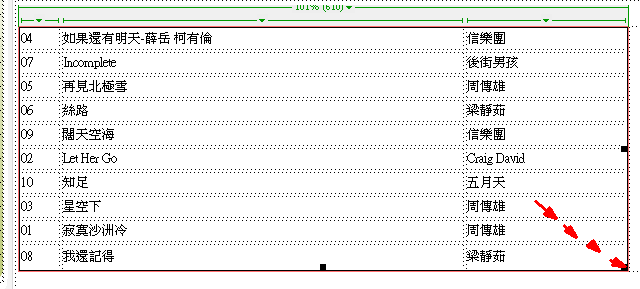 101% (610)
04 如果還有明天-薛岳 柯有倫 信樂團
07 Incomplete 後街男孩
05 再見北極雪 周傳雄
06 絲路 梁靜茹
09 闊天空海 信樂團
02 Let Her Go Craig David
10 知足 五月天
03 星空下 周傳雄
01 寂寞沙洲冷 周傳雄
08 我還記得 梁靜茹